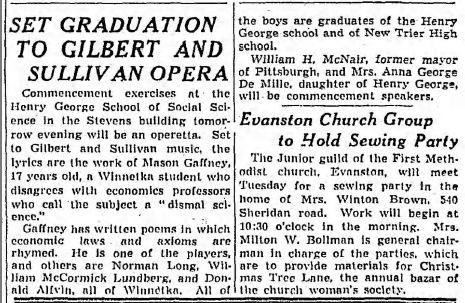 SET GRADUATION
TO GILBERT AND
SULLIVAN OPERA
Commencement exercises at the
Henry George School of Social Sci-
ence in the Stevens building tomor-
row evening will be an operetta. Set
to Gilbert and Sullivan music, the
lyrics are the work of Mason Gaffney,
17 years old, a Winnetka student who
disagrees with economics professors
who call the subject a "dismal sci-
ence."
Gaffney has written poems in which
economic laws and axioms are
rhymed. He is one of the players,
and others are Norman Long, Wil-
liam McCormick Lundberg, and Don-
ald Alfvin, all of Winnetka. All of
the boys are graduates of the Henry
George school and of New Trier High
school.
William H. McNair, former mayor
of Pittsburgh, and Mrs. Anna George
De Mille, daughter of Henry George,
will be commencement speakers.
Evanston Church Group
to Hold Sewing Party
The Junior guild of the First Meth-
odist church, Evanston, will meet
Tuesday for a sewing party in the
home of Mrs. Winton Brown, 540
Sheridan road. Work will begin at
10:30 o'clock in the morning. Mrs.
Milton W. Bollman is general chair-
man in charge of the parties, which
are to provide materials for Christ-
mas Tree Lane, the annual bazar of
the church woman's society.